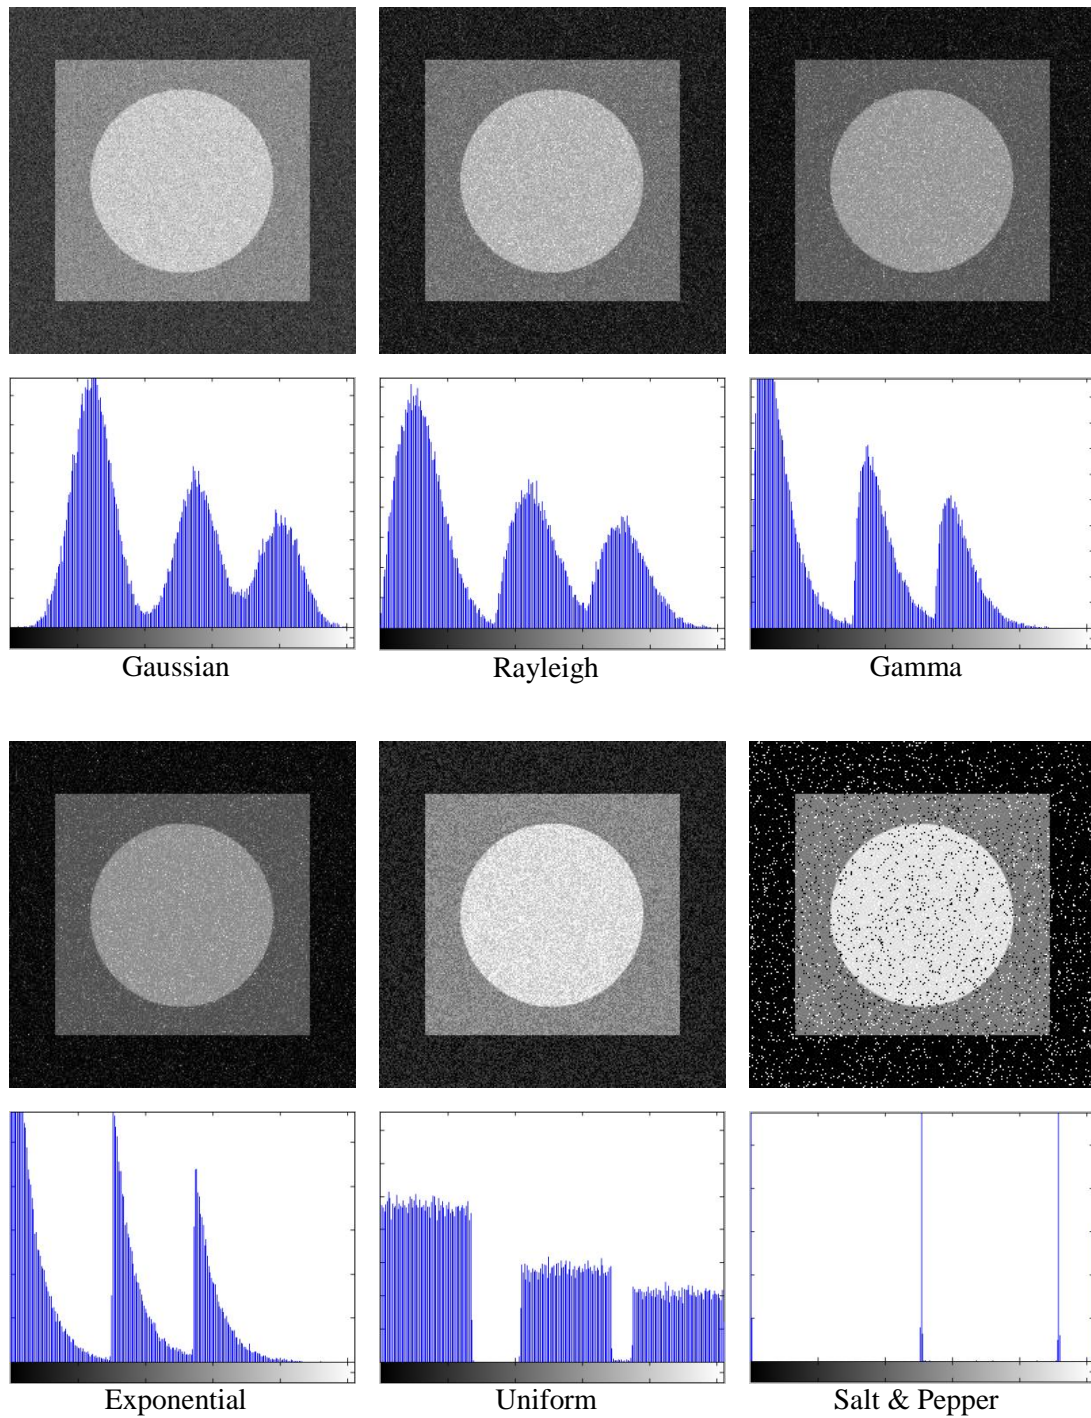 Gaussian
Rayleigh
Gamma
Exponential
Uniform
Salt & Pepper